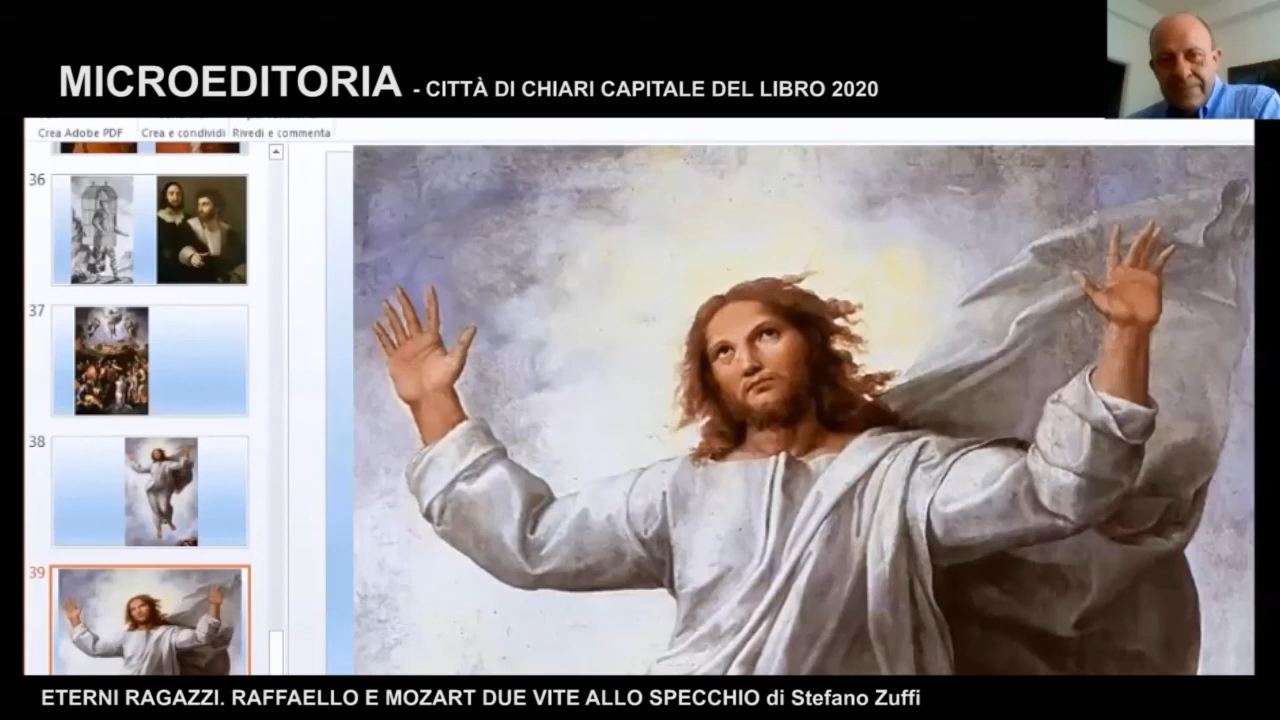 MICROEDITORIA - CITTÀ DI CHIARI CAPITALE DEL LIBRO 2020
Crea Adobe PDF Crea e condividi Rivedi e commenta
36
37
38
39
ETERNI RAGAZZI. RAFFAELLO E MOZART DUE VITE ALLO SPECCHIO di Stefano Zuffi